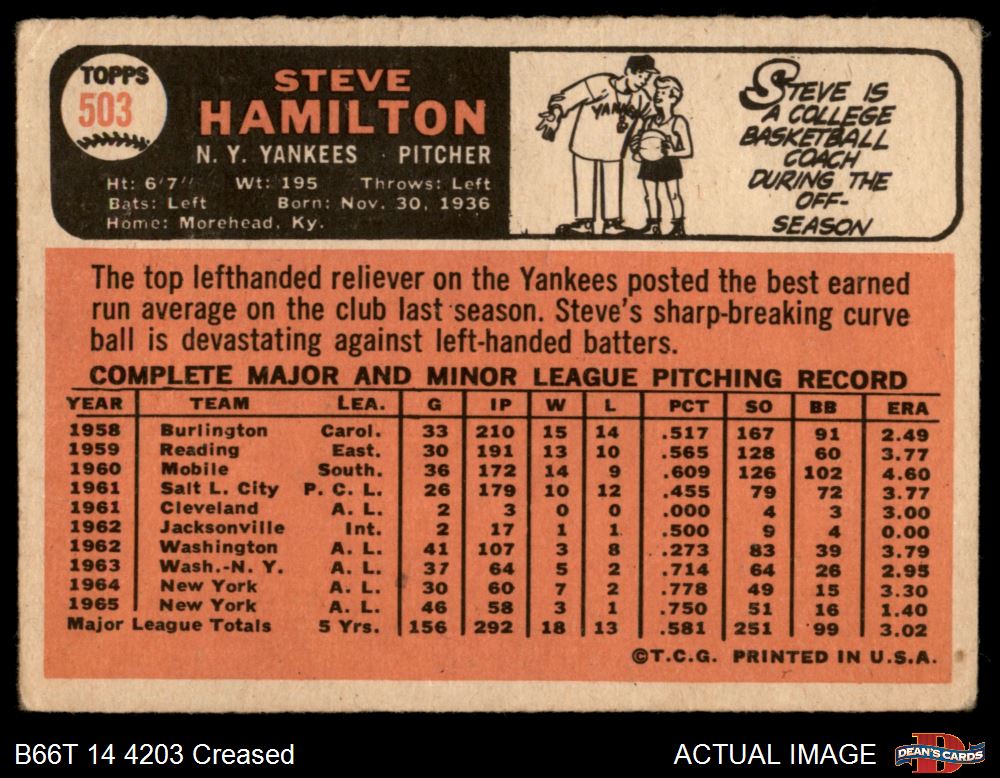 TOPPS
503
STEVE
HAMILTON
N. Y. YANKEES · PITCHER
Ht: 6'7" Wt: 195 Throws: Left
Bats: Left Born: Nov. 30, 1936
Home: Morehead, Ky.
YANKEES
STEVE IS
A COLLEGE
BASKETBALL
COACH
DURING THE
OFF-
SEASON
The top lefthanded reliever on the Yankees posted the best earned
run average on the club last season. Steve's sharp-breaking curve
ball is devastating against left-handed batters.
COMPLETE MAJOR AND MINOR LEAGUE PITCHING RECORD
YEAR TEAM LEA. G IP W L PCT SO BB ERA
1958 Burlington Carol. 33 210 15 14 .517 167 91 2.49
1959 Reading East. 30 191 13 10 .565 128 60 3.77
1960 Mobile South. 36 172 14 9 .609 126 102 4.60
1961 Salt L. City P. C. L. 26 179 10 12 .455 79 72 3.77
1961 Cleveland A. L. 2 3 0 0 .000 4 3 3.00
1962 Jacksonville Int. 2 17 1 1 .500 9 4 0.00
1962 Washington A. L. 41 107 3 8 .273 83 39 3.79
1963 Wash.-N. Y. A. L. 37 64 5 2 .714 64 26 2.95
1964 New York A. L. 30 60 7 2 .778 49 15 3.30
1965 New York A. L. 46 58 3 1 .750 51 16 1.40
Major League Totals 5 Yrs. 156 292 18 13 .581 251 99 3.02
©T.C.G. PRINTED IN U.S.A.
B66T 14 4203 Creased
ACTUAL IMAGE
DEAN'S CARDS